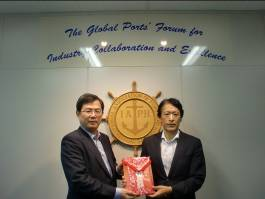 The Global Ports' Forum for
Industry Collaboration and Excellence
IAPH